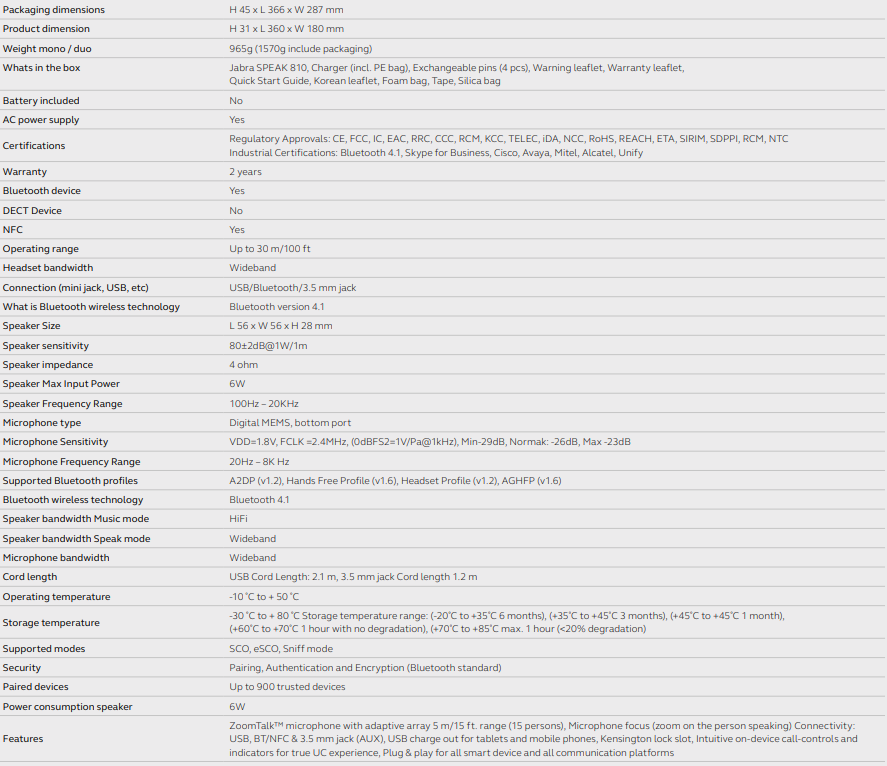 Packaging dimensions H 45 x L 366 x W 287 mm
Product dimension H 31 x L 360 x W 180 mm
Weight mono / duo 965g (1570g include packaging)
Whats in the box Jabra SPEAK 810, Charger (incl. PE bag), Exchangeable pins (4 pcs), Warning leaflet, Warranty leaflet,
Quick Start Guide, Korean leaflet, Foam bag, Tape, Silica bag
Battery included No
AC power supply Yes
Certifications Regulatory Approvals: CE, FCC, IC, EAC, RRC, CCC, RCM, KCC, TELEC, iDA, NCC, RoHS, REACH, ETA, SIRIM, SDPPI, RCM, NTC
Industrial Certifications: Bluetooth 4.1, Skype for Business, Cisco, Avaya, Mitel, Alcatel, Unify
Warranty 2 years
Bluetooth device Yes
DECT Device No
NFC Yes
Operating range Up to 30 m/100 ft
Headset bandwidth Wideband
Connection (mini jack, USB, etc) USB/Bluetooth/3.5 mm jack
What is Bluetooth wireless technology Bluetooth version 4.1
Speaker Size L 56 x W 56 x H 28 mm
Speaker sensitivity 80±2dB@1W/1m
Speaker impedance 4 ohm
Speaker Max Input Power 6W
Speaker Frequency Range 100Hz – 20KHz
Microphone type Digital MEMS, bottom port
Microphone Sensitivity VDD=1.8V, FCLK =2.4MHz, (0dBFS2=1V/Pa@1kHz), Min-29dB, Normak: -26dB, Max -23dB
Microphone Frequency Range 20Hz – 8K Hz
Supported Bluetooth profiles A2DP (v1.2), Hands Free Profile (v1.6), Headset Profile (v1.2), AGHFP (v1.6)
Bluetooth wireless technology Bluetooth 4.1
Speaker bandwidth Music mode HiFi
Speaker bandwidth Speak mode Wideband
Microphone bandwidth Wideband
Cord length USB Cord Length: 2.1 m, 3.5 mm jack Cord length 1.2 m
Operating temperature -10 ˚C to + 50 ˚C
Storage temperature -30 ˚C to + 80 ˚C Storage temperature range: (-20˚C to +35˚C 6 months), (+35˚C to +45˚C 3 months), (+45˚C to +45˚C 1 month),
(+60˚C to +70˚C 1 hour with no degradation), (+70˚C to +85˚C max. 1 hour (<20% degradation)
Supported modes SCO, eSCO, Sniff mode
Security Pairing, Authentication and Encryption (Bluetooth standard)
Paired devices Up to 900 trusted devices
Power consumption speaker 6W
Features ZoomTalk™ microphone with adaptive array 5 m/15 ft. range (15 persons), Microphone focus (zoom on the person speaking) Connectivity:
USB, BT/NFC & 3.5 mm jack (AUX), USB charge out for tablets and mobile phones, Kensington lock slot, Intuitive on-device call-controls and
indicators for true UC experience, Plug & play for all smart device and all communication platforms